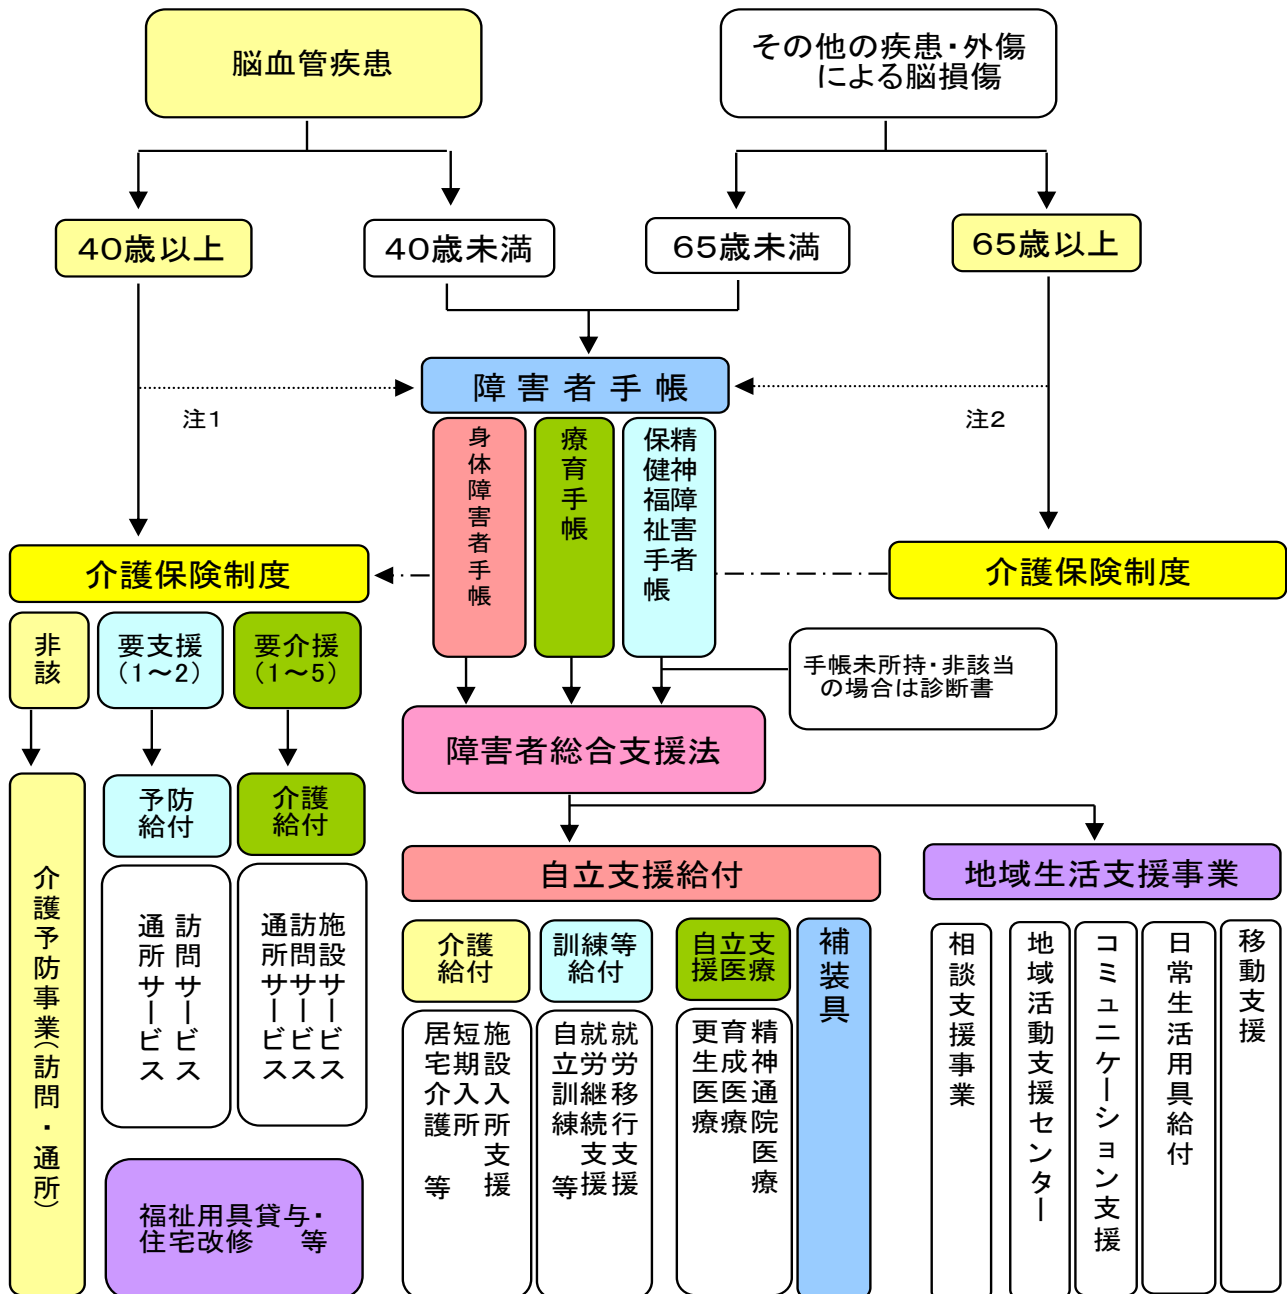 脳血管疾患
その他の疾患・外傷
による脳損傷
40歳以上
40歳未満
65歳未満
65歳以上
障害者手帳
注1
注2
身体障害者手帳
療育手帳
精神障害者
保健福祉手帳
介護保険制度
介護保険制度
非該
要支援
(1～2)
要介援
(1～5)
手帳未所持・非該当
の場合は診断書
障害者総合支援法
介護予防事業(訪問・通所)
予防
給付
介護
給付
訪問サービス
通所サービス
施設サービス
訪問サービス
通所サービス
福祉用具貸与・
住宅改修 等
自立支援給付
地域生活支援事業
介護
給付
訓練等
給付
自立支
援医療
補装具
施設入所支援
短期入所
居宅介護 等
就労移行支援
就労継続支援
自立訓練 等
精神通院医療
育成医療
更生医療
相談支援事業
地域活動支援センター
コミュニケーション支援
日常生活用具給付
移動支援